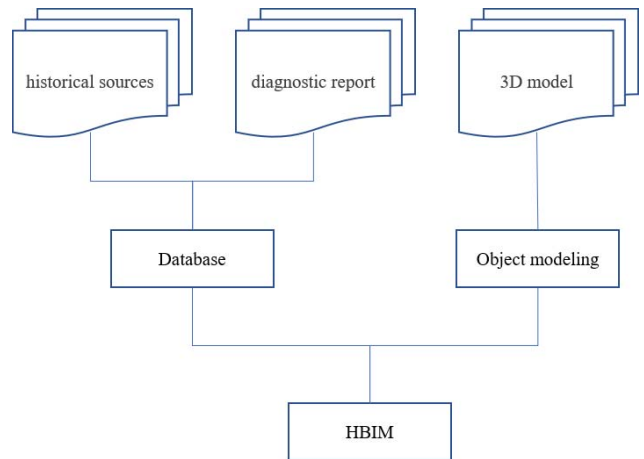 historical sources
diagnostic report
3D model
Database
Object modeling
HBIM